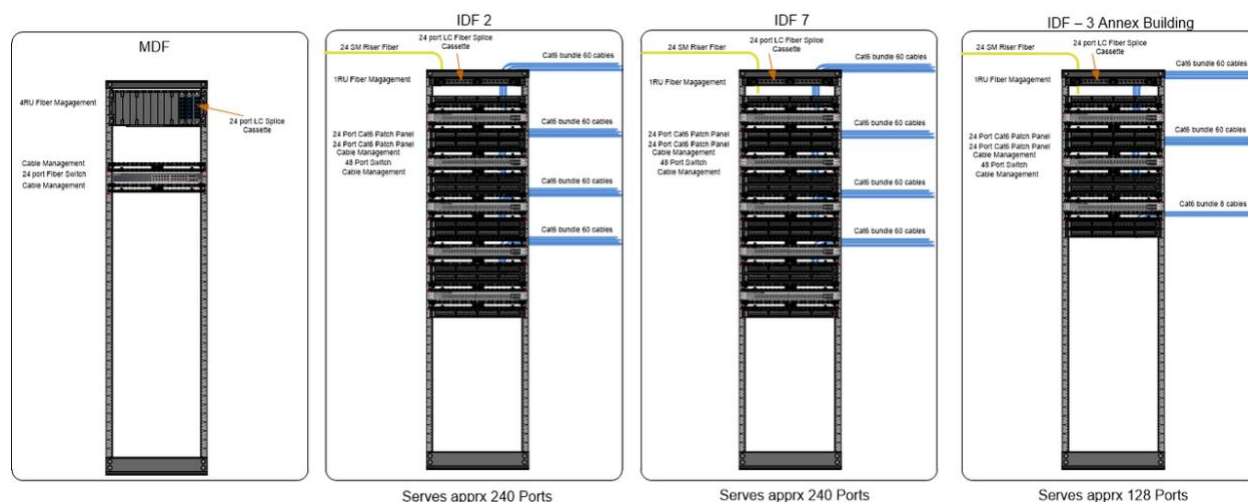 MDF
4RU Fiber Magagement
24 port LC Splice
Cassette
Cable Management
24 port Fiber Switch
Cable Management
IDF 2
24 SM Riser Fiber
24 port LC Fiber Splice
Cassette
Cat6 bundle 60 cables
1RU Fiber Magagement
Cat6 bundle 60 cables
24 Port Cat6 Patch Panel
24 Port Cat6 Patch Panel
Cable Management
48 Port Switch
Cable Management
Cat6 bundle 60 cables
Cat6 bundle 60 cables
Serves apprx 240 Ports
IDF 7
24 SM Riser Fiber
24 port LC Fiber Splice
Cassette
Cat6 bundle 60 cables
1RU Fiber Magagement
Cat6 bundle 60 cables
24 Port Cat6 Patch Panel
24 Port Cat6 Patch Panel
Cable Management
48 Port Switch
Cable Management
Cat6 bundle 60 cables
Cat6 bundle 60 cables
Serves apprx 240 Ports
IDF – 3 Annex Building
24 SM Riser Fiber
24 port LC Fiber Splice
Cassette
Cat6 bundle 60 cables
1RU Fiber Magagement
Cat6 bundle 60 cables
24 Port Cat6 Patch Panel
24 Port Cat6 Patch Panel
Cable Management
48 Port Switch
Cable Management
Cat6 bundle 8 cables
Serves apprx 128 Ports